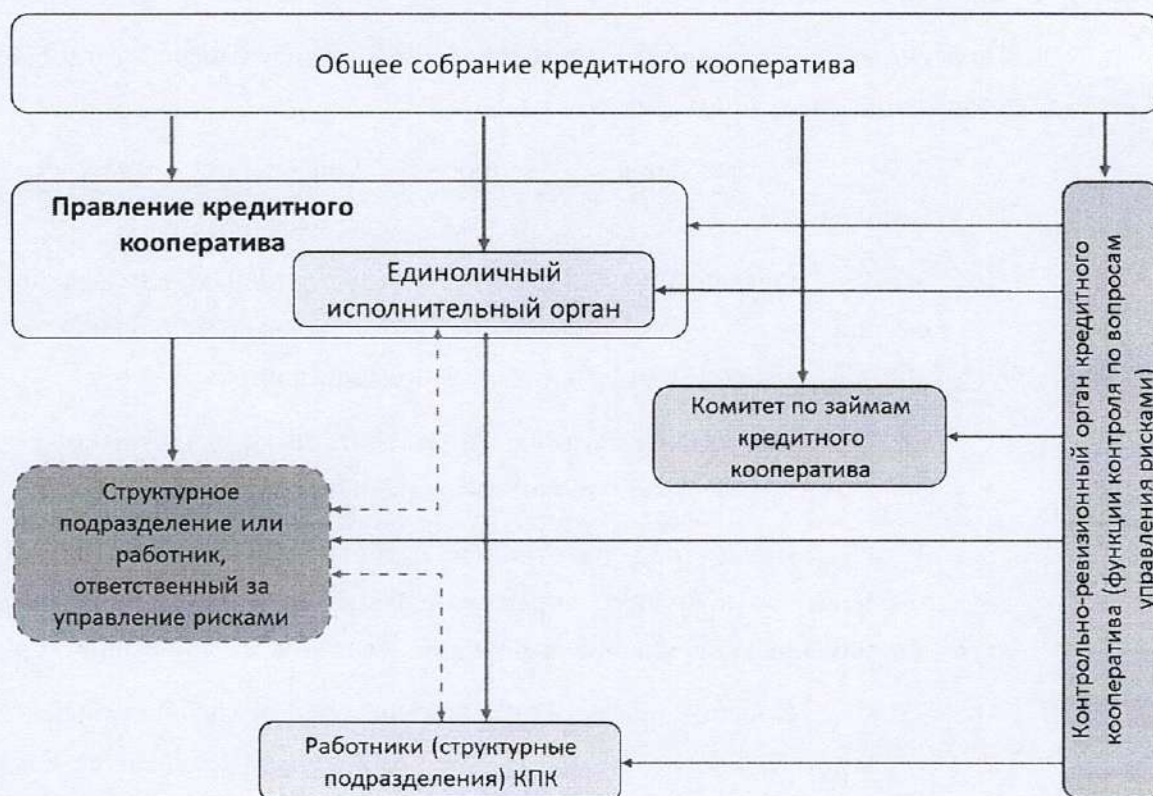 Общее собрание кредитного кооператива
Правление кредитного
кооператива
Единоличный
исполнительный орган
Комитет по займам
кредитного
кооператива
Структурное
подразделение или
работник,
ответственный за
управление рисками
Работники (структурные
подразделения) КПК
Контрольно-ревизионный орган кредитного
кооператива (функции контроля по вопросам
управления рисками)